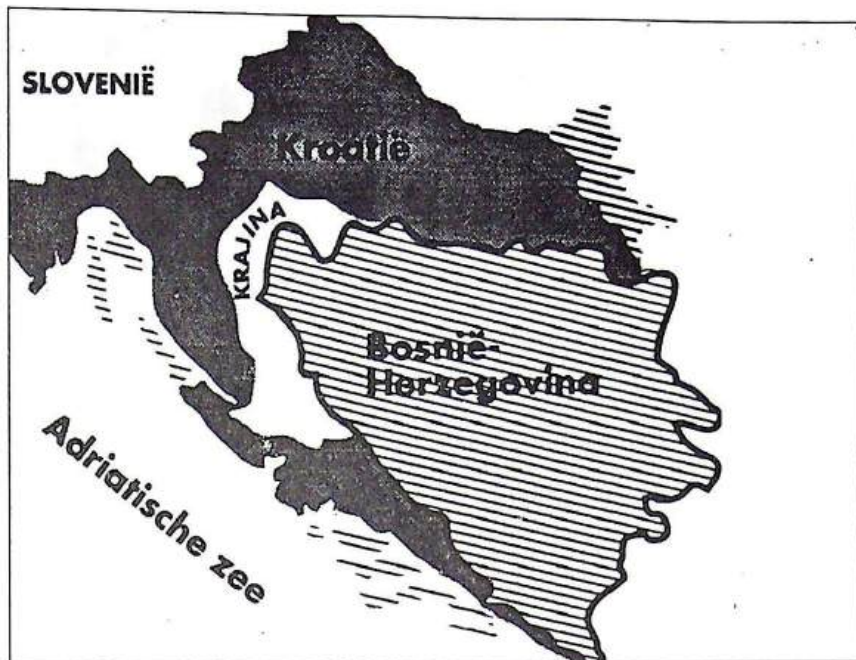 SLOVENIË
Kroatië
KRAJINA
Bosnië-
Herzegovina
Adriatische zee